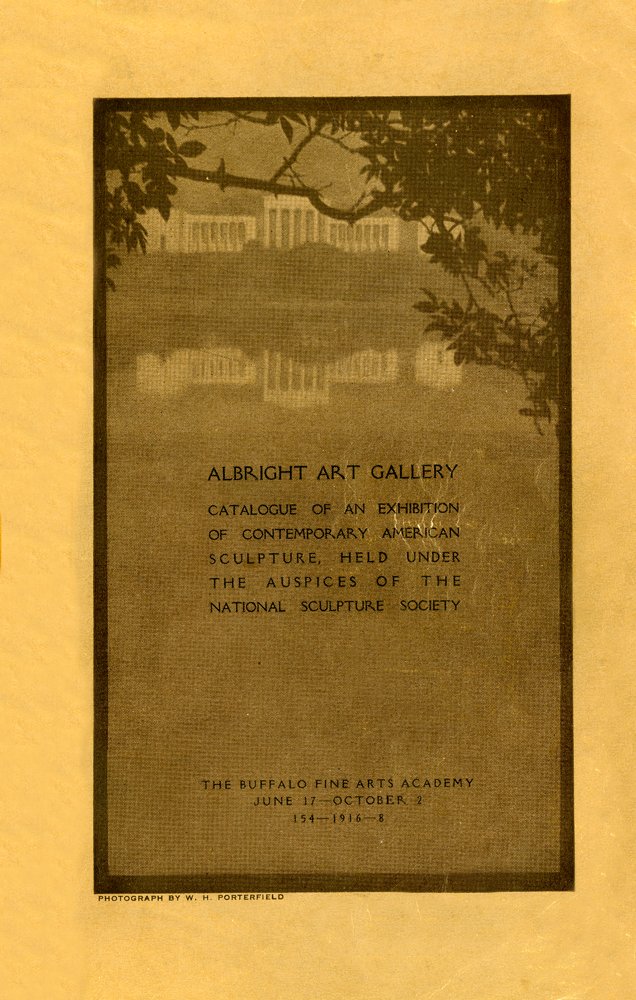 ALBRIGHT ART GALLERY
CATALOGUE OF AN EXHIBITION
OF CONTEMPORARY AMERICAN
SCULPTURE, HELD UNDER
THE AUSPICES OF THE
NATIONAL SCULPTURE SOCIETY
THE BUFFALO FINE ARTS ACADEMY
JUNE 17—OCTOBER 2
154—1916—8
PHOTOGRAPH BY W. H. PORTERFIELD